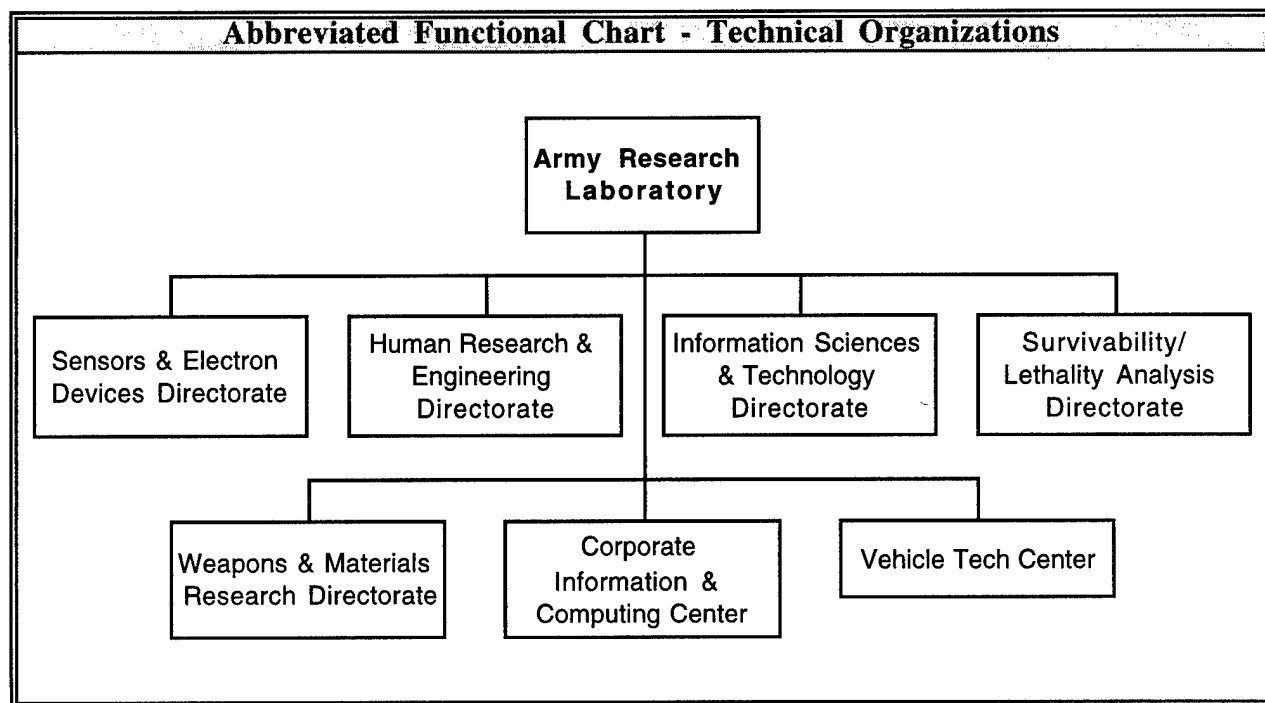 Abbreviated Functional Chart - Technical Organizations
Army Research
Laboratory
Sensors & Electron
Devices Directorate
Human Research &
Engineering
Directorate
Information Sciences
& Technology
Directorate
Survivability/
Lethality Analysis
Directorate
Weapons & Materials
Research Directorate
Corporate
Information &
Computing Center
Vehicle Tech Center